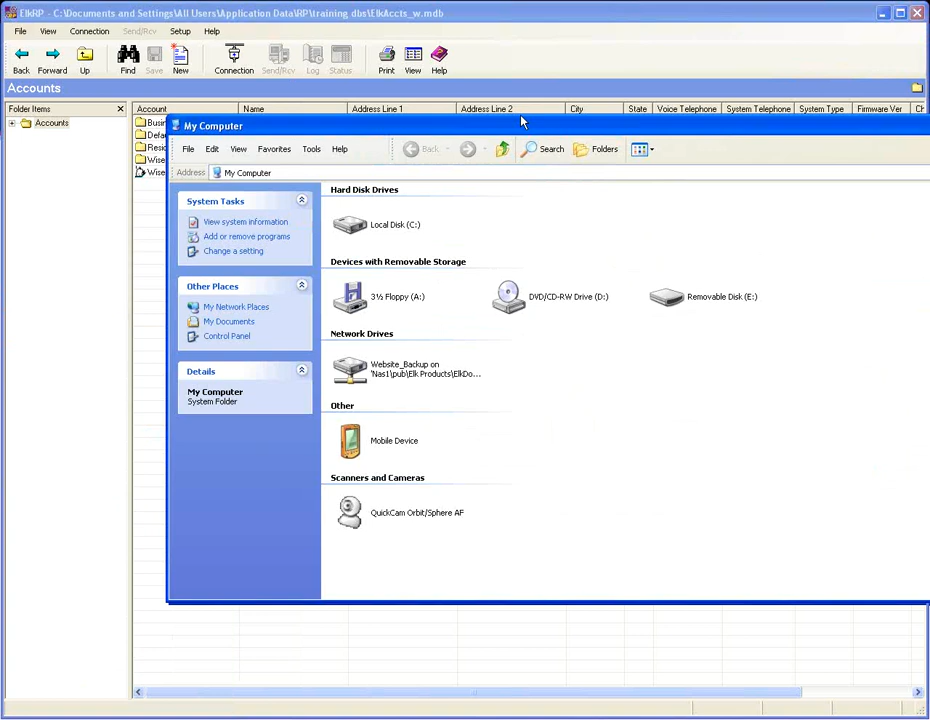 ElkRP - C:\Documents and Settings\All Users\Application Data\RP\training dbs\ElkAccts_w.mdb
File View Connection Send/Rcv Setup Help
Back Forward Up Find Save New Connection Send/Rcv Log Status Print View Help
Accounts
Folder Items
Accounts
Account Name Address Line 1 Address Line 2 City State Voice Telephone System Telephone System Type Firmware Ver
Busin
Defa
Resid
Wise
Wise
My Computer
File Edit View Favorites Tools Help Back Search Folders
Address My Computer
System Tasks
View system information
Add or remove programs
Change a setting
Other Places
My Network Places
My Documents
Control Panel
Details
My Computer
System Folder
Hard Disk Drives
Local Disk (C:)
Devices with Removable Storage
3½ Floppy (A:) DVD/CD-RW Drive (D:) Removable Disk (E:)
Network Drives
Website_Backup on
'Nas1\pub\Elk Products\ElkDo...
Other
Mobile Device
Scanners and Cameras
QuickCam Orbit/Sphere AF